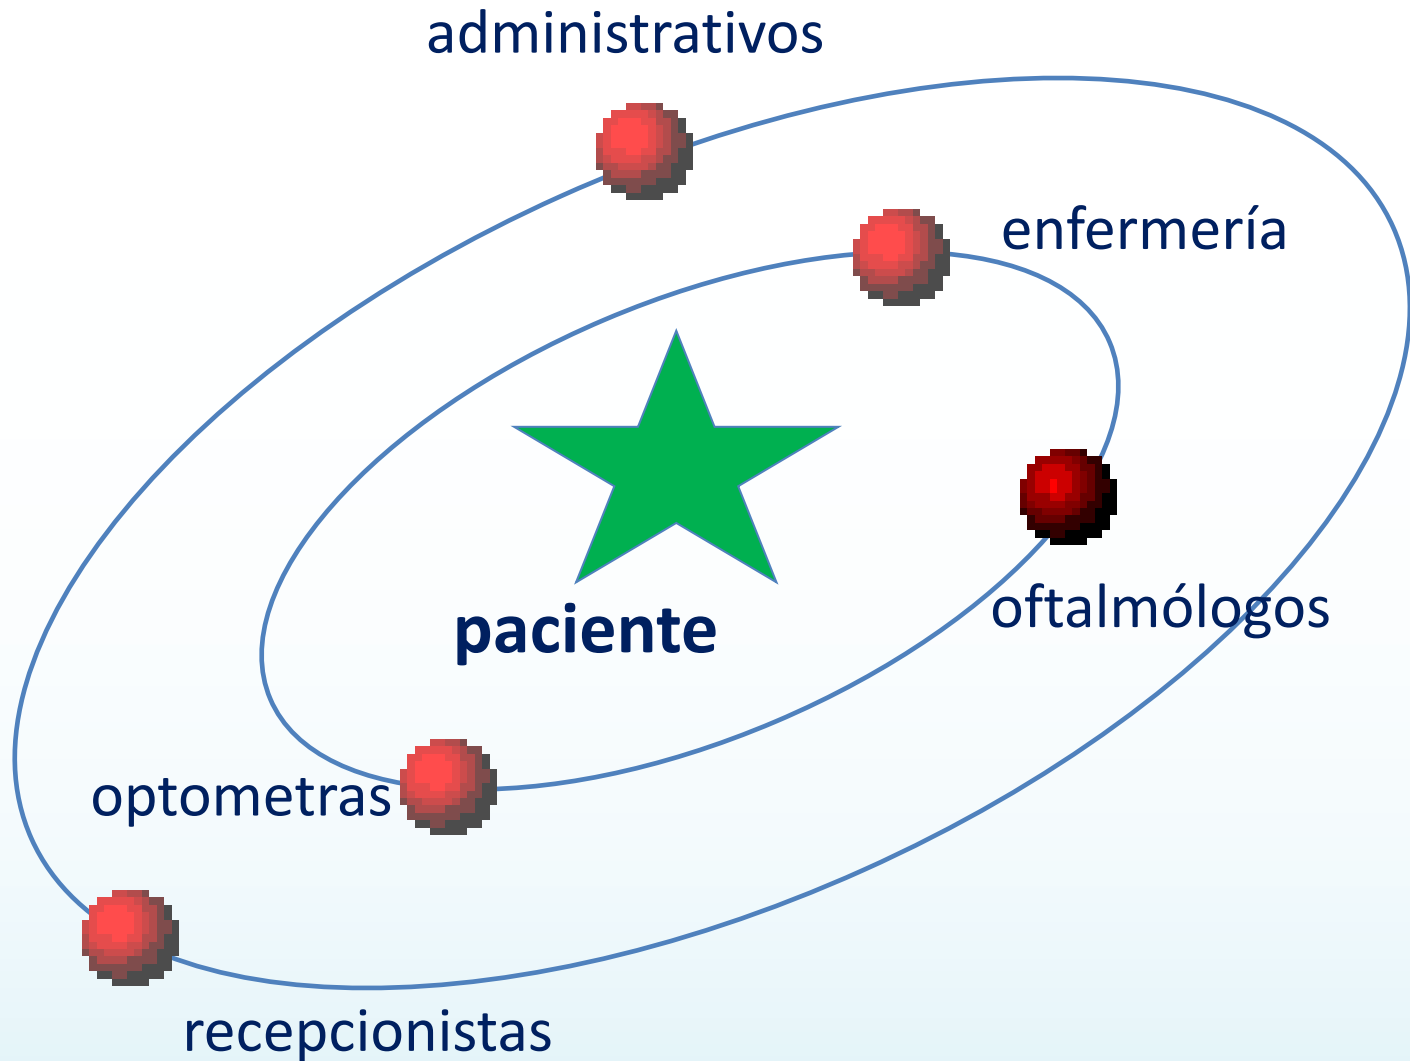 administrativos
enfermería
oftalmólogos
paciente
optometras
recepcionistas